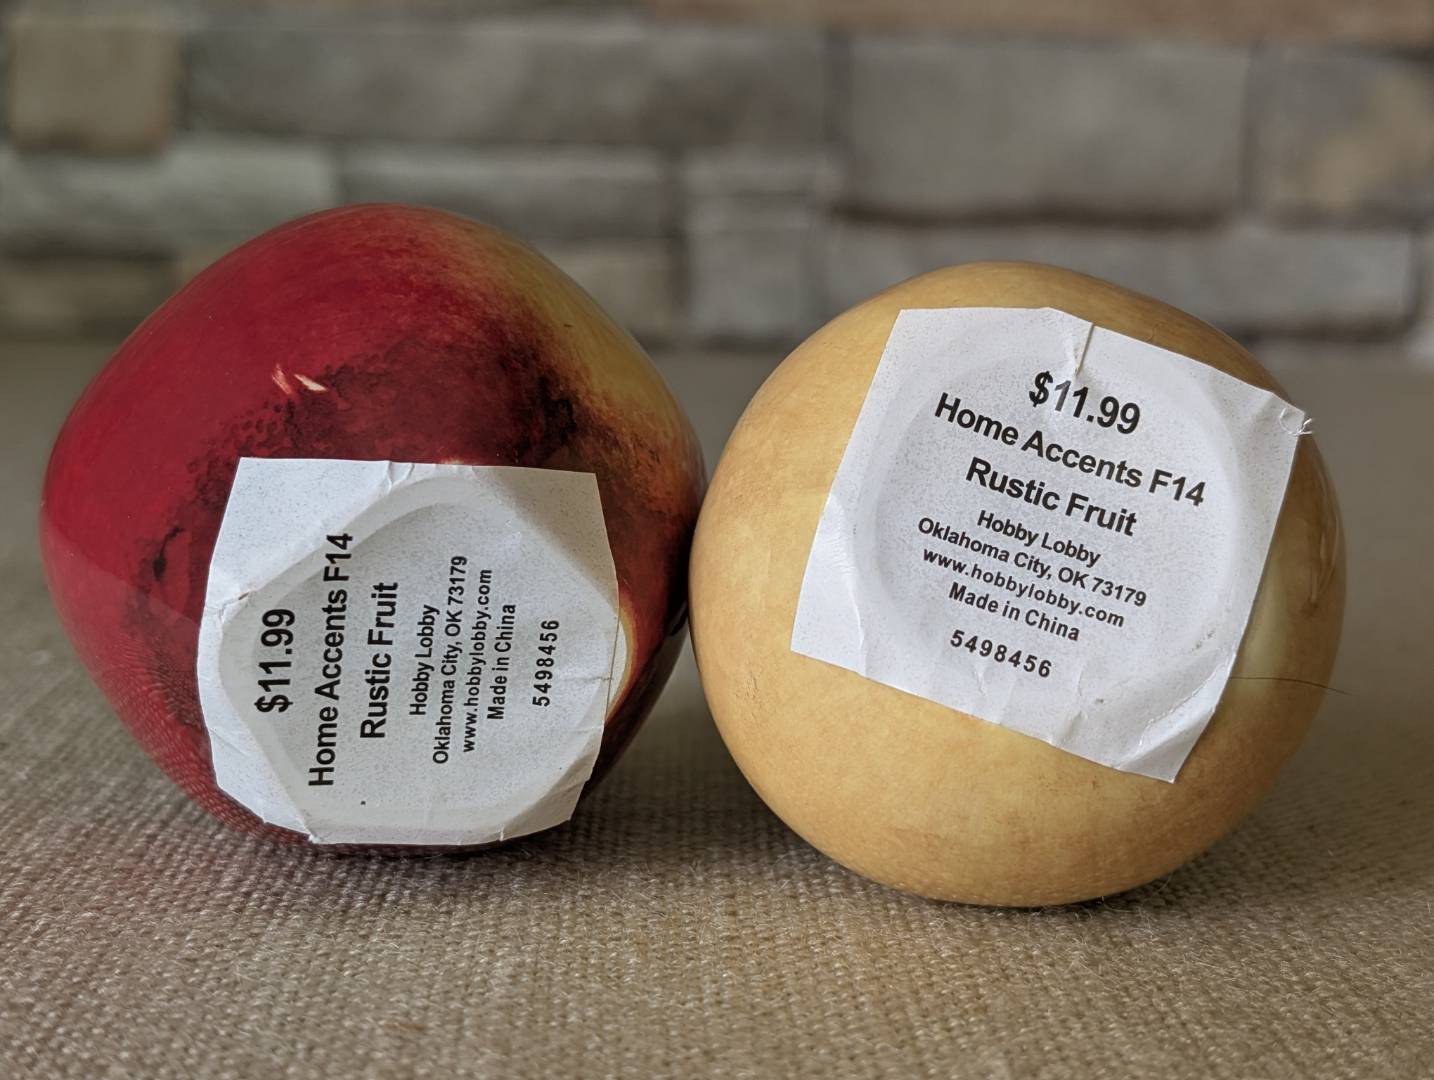 $11.99
Home Accents F14
Rustic Fruit
Hobby Lobby
Oklahoma City, OK 73179
www.hobbylobby.com
Made in China
5498456
$11.99
Home Accents F14
Rustic Fruit
Hobby Lobby
Oklahoma City, OK 73179
www.hobbylobby.com
Made in China
5498456